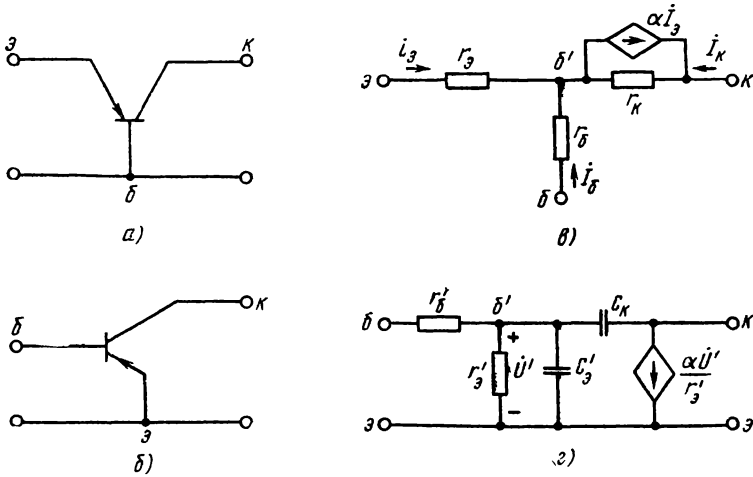 э
к
б
а)
i_э
r_э
б'
αİ_э
İ_к
э
к
r_к
r_б
İ_б
б
в)
б
к
э
б)
б
r'_б
б'
C_к
к
+
r'_э
U̇'
C'_э
αU̇'
r'_э
−
э
э
г)